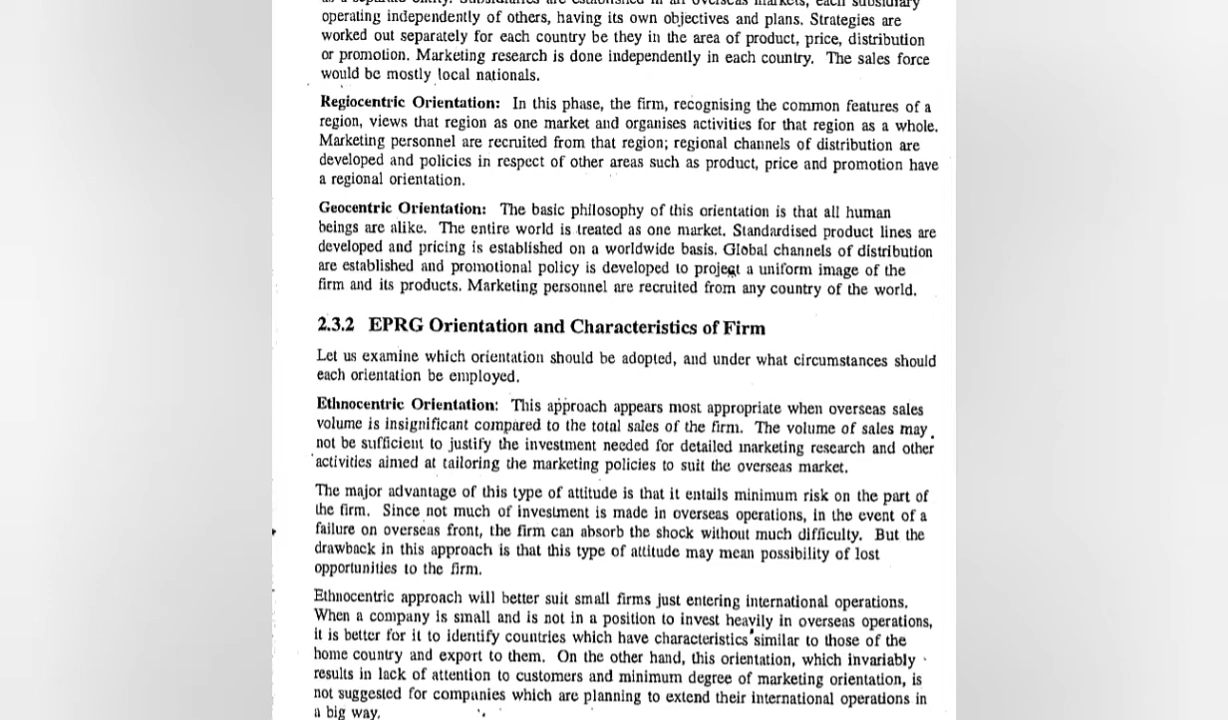 as a separate entity. Subsidiaries are established in all overseas markets, each subsidiary
operating independently of others, having its own objectives and plans. Strategies are
worked out separately for each country be they in the area of product, price, distribution
or promotion. Marketing research is done independently in each country. The sales force
would be mostly local nationals.
Regiocentric Orientation: In this phase, the firm, recognising the common features of a
region, views that region as one market and organises activities for that region as a whole.
Marketing personnel are recruited from that region; regional channels of distribution are
developed and policies in respect of other areas such as product, price and promotion have
a regional orientation.
Geocentric Orientation: The basic philosophy of this orientation is that all human
beings are alike. The entire world is treated as one market. Standardised product lines are
developed and pricing is established on a worldwide basis. Global channels of distribution
are established and promotional policy is developed to project a uniform image of the
firm and its products. Marketing personnel are recruited from any country of the world.
2.3.2 EPRG Orientation and Characteristics of Firm
Let us examine which orientation should be adopted, and under what circumstances should
each orientation be employed.
Ethnocentric Orientation: This approach appears most appropriate when overseas sales
volume is insignificant compared to the total sales of the firm. The volume of sales may
not be sufficient to justify the investment needed for detailed marketing research and other
activities aimed at tailoring the marketing policies to suit the overseas market.
The major advantage of this type of attitude is that it entails minimum risk on the part of
the firm. Since not much of investment is made in overseas operations, in the event of a
failure on overseas front, the firm can absorb the shock without much difficulty. But the
drawback in this approach is that this type of attitude may mean possibility of lost
opportunities to the firm.
Ethnocentric approach will better suit small firms just entering international operations.
When a company is small and is not in a position to invest heavily in overseas operations,
it is better for it to identify countries which have characteristics similar to those of the
home country and export to them. On the other hand, this orientation, which invariably
results in lack of attention to customers and minimum degree of marketing orientation, is
not suggested for companies which are planning to extend their international operations in
a big way.